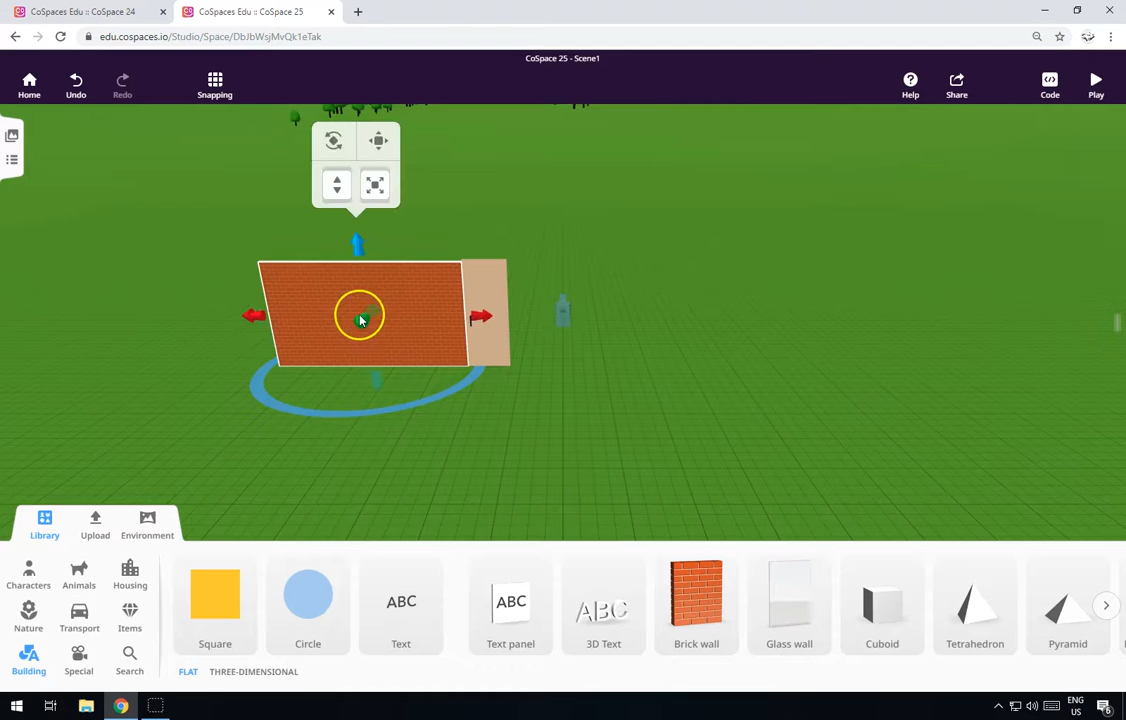 CoSpaces Edu :: CoSpace 24
CoSpaces Edu :: CoSpace 25
edu.cospaces.io/Studio/Space/DbJbWsjMvQk1eTak
CoSpace 25 - Scene1
Home
Undo
Redo
Snapping
Help
Share
Code
Play
Library
Upload
Environment
Characters
Animals
Housing
Nature
Transport
Items
Building
Special
Search
ABC
ABC
ABC
Square
Circle
Text
Text panel
3D Text
Brick wall
Glass wall
Cuboid
Tetrahedron
Pyramid
FLAT
THREE-DIMENSIONAL
ENG
US